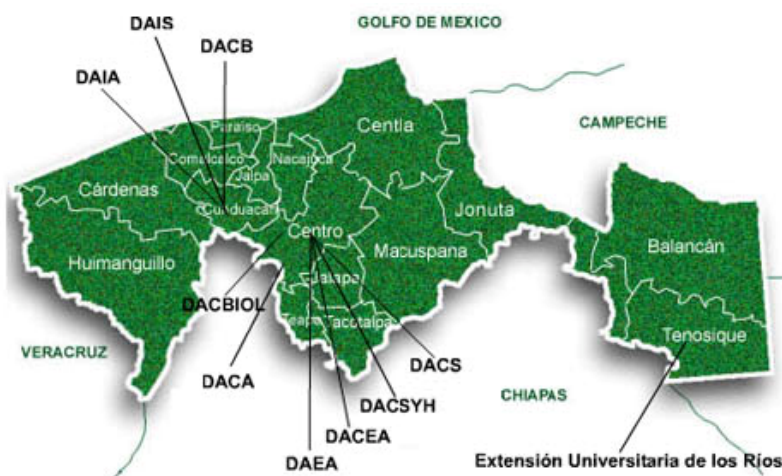 DAIS
GOLFO DE MEXICO
DACB
DAIA
CAMPECHE
Paraíso
Centla
Comalcalco
Nacajuca
Jalpa
Cárdenas
Cunduacán
Jonuta
Centro
Balancán
Macuspana
Huimanguillo
Jalapa
DACBIOL
Teapa
Tacotalpa
Tenosique
VERACRUZ
DACS
DACA
CHIAPAS
DACSYH
DACEA
DAEA
Extensión Universitaria de los Ríos